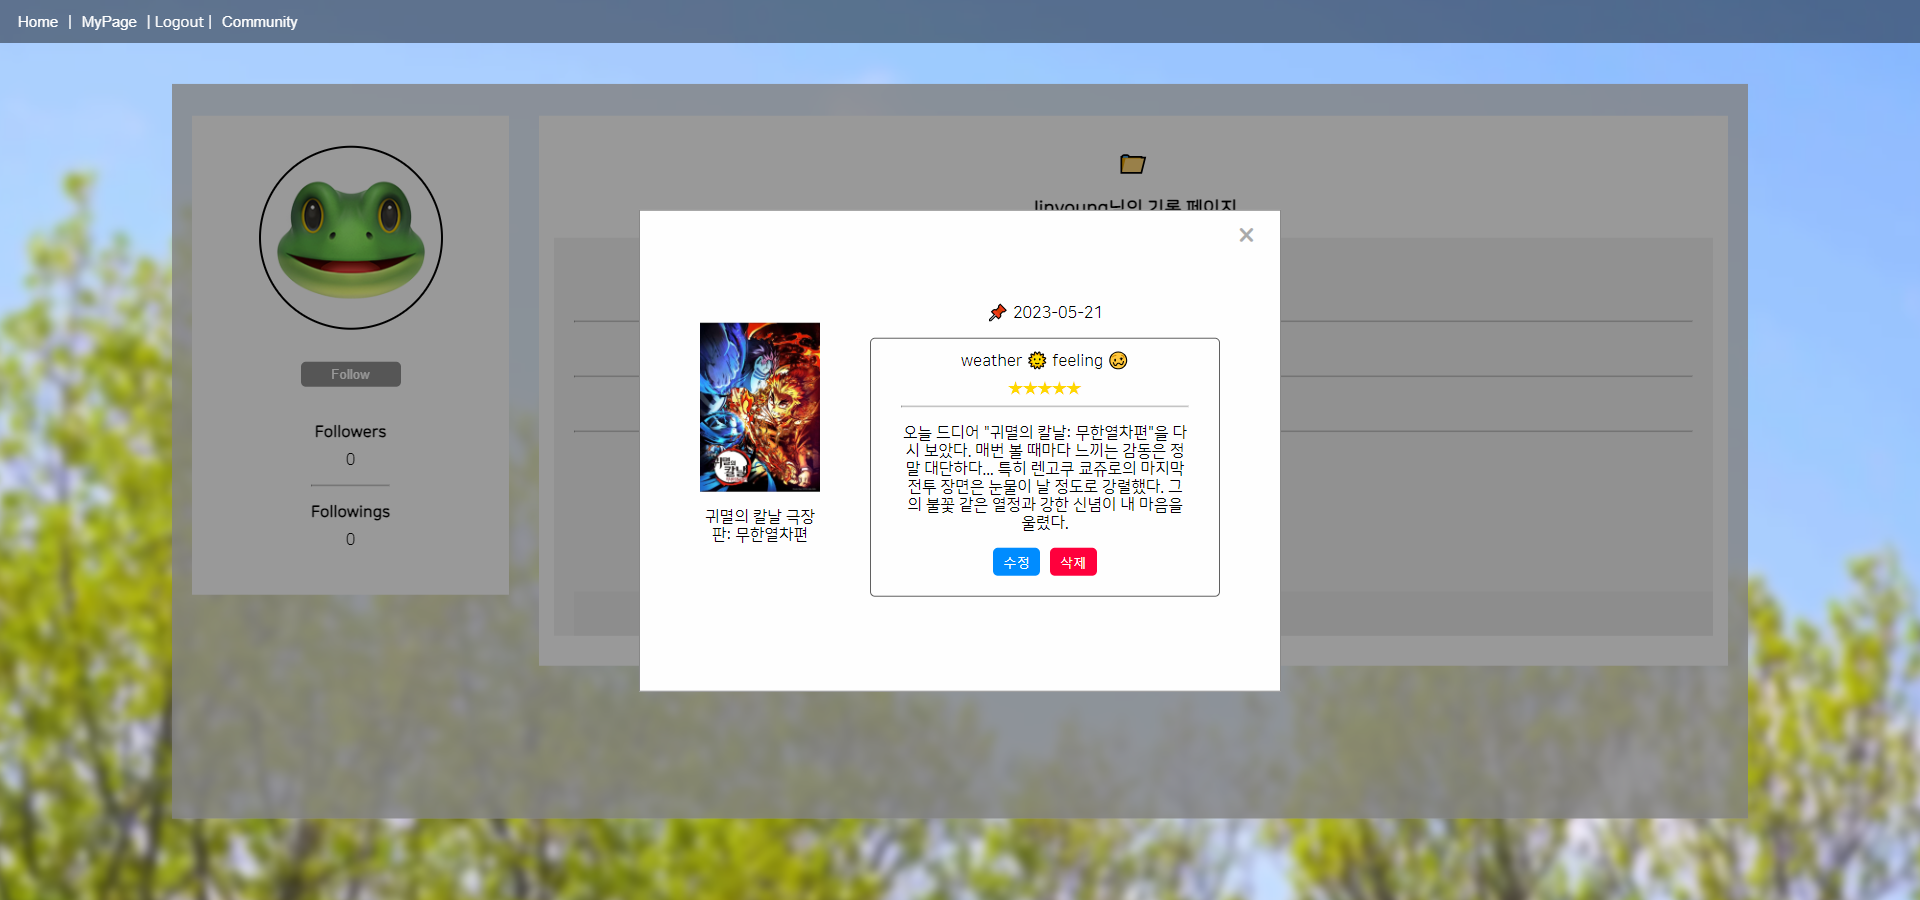 Home | MyPage | Logout | Community
Jinyoung님의 기록 페이지
Follow
Followers
0
Followings
0
×
귀멸의 칼날
귀멸의 칼날 극장
판: 무한열차편
2023-05-21
weather feeling
★★★★★
오늘 드디어 "귀멸의 칼날: 무한열차편"을 다
시 보았다. 매번 볼 때마다 느끼는 감동은 정
말 대단하다... 특히 렌고쿠 쿄쥬로의 마지막
전투 장면은 눈물이 날 정도로 강렬했다. 그
의 불꽃 같은 열정과 강한 신념이 내 마음을
울렸다.
수정 삭제